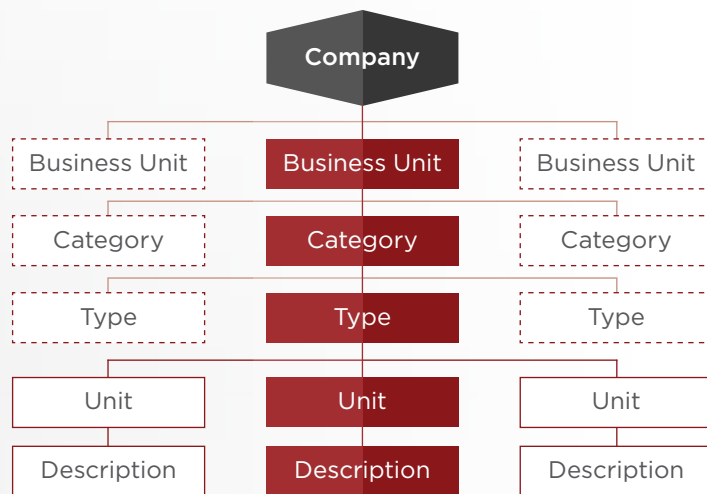 Company
Business Unit Business Unit Business Unit
Category Category Category
Type Type Type
Unit Unit Unit
Description Description Description